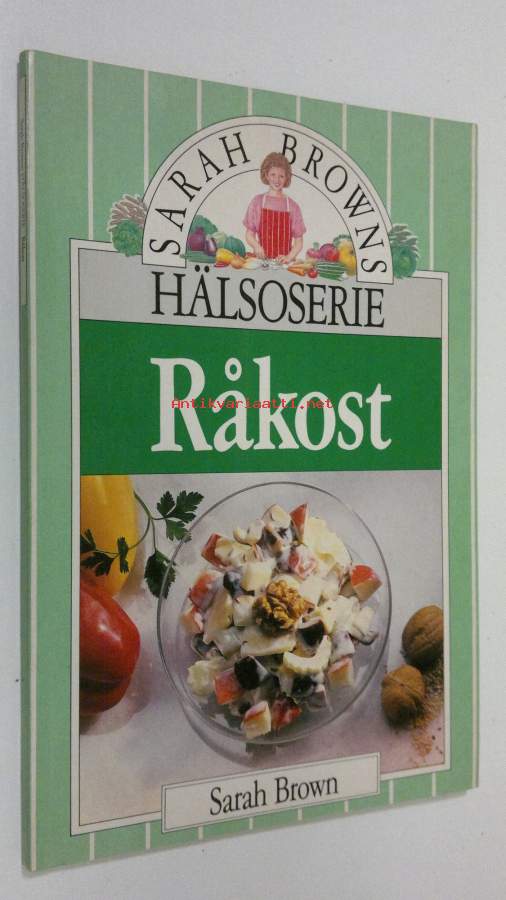 SARAH BROWNS
HÄLSOSERIE
Råkost
Antikvariaatti.net
Sarah Brown